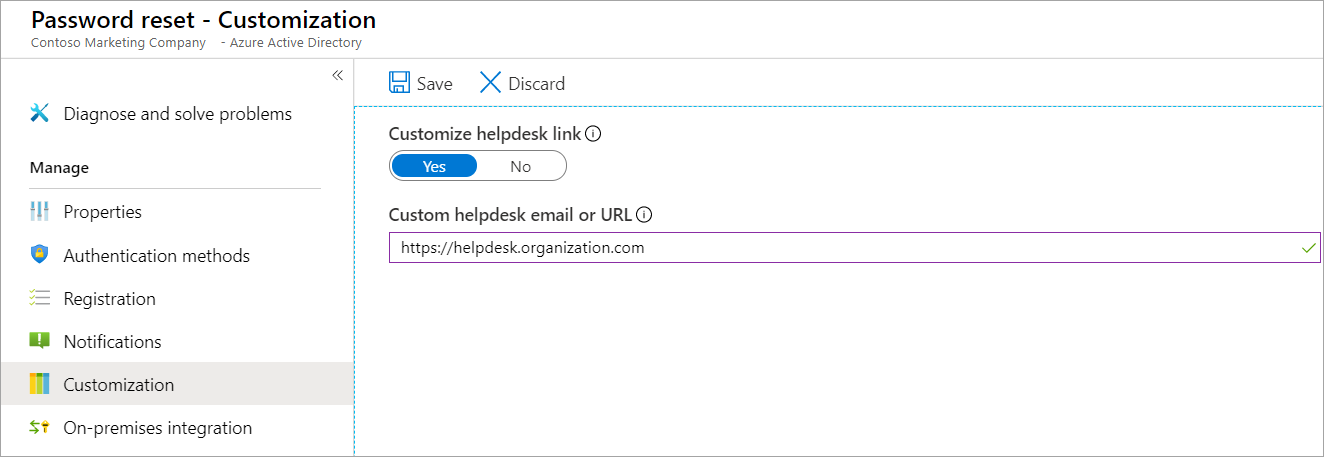 Password reset - Customization
Contoso Marketing Company - Azure Active Directory
Diagnose and solve problems
Manage
Properties
Authentication methods
Registration
Notifications
Customization
On-premises integration
Save Discard
Customize helpdesk link
Yes No
Custom helpdesk email or URL
https://helpdesk.organization.com